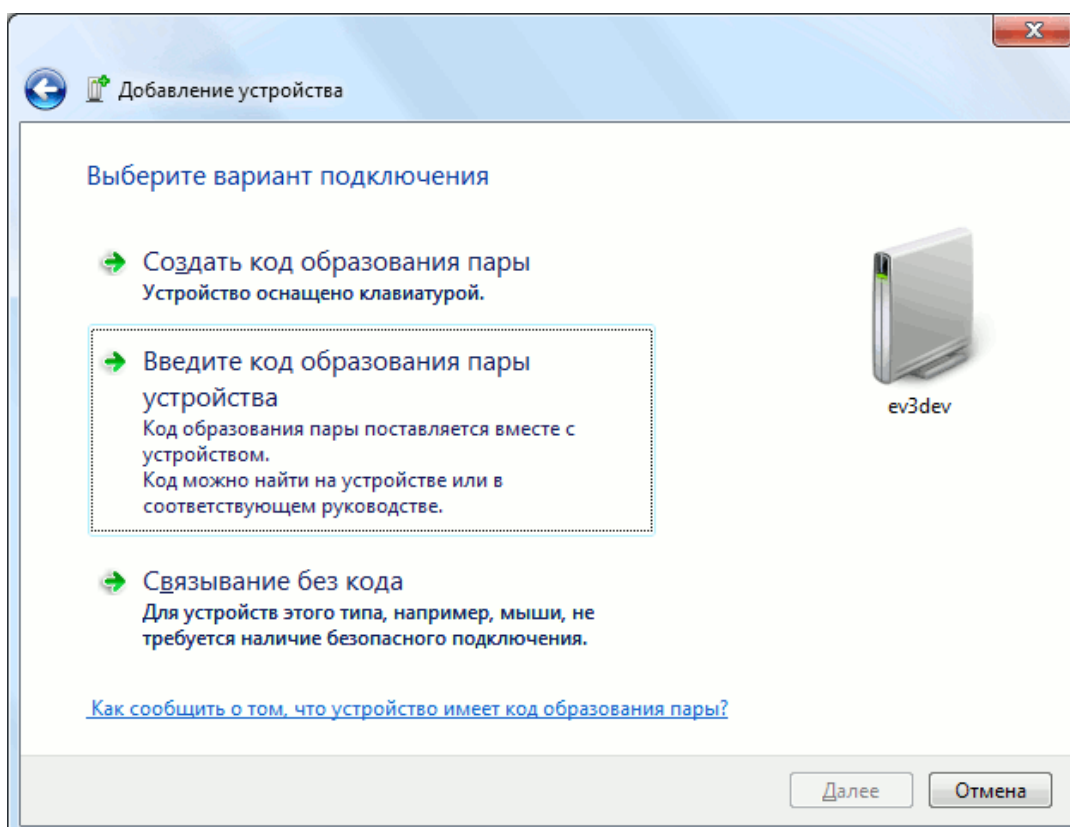 Добавление устройства
Выберите вариант подключения
Создать код образования пары
Устройство оснащено клавиатурой.
Введите код образования пары
устройства
Код образования пары поставляется вместе с
устройством.
Код можно найти на устройстве или в
соответствующем руководстве.
ev3dev
Связывание без кода
Для устройств этого типа, например, мыши, не
требуется наличие безопасного подключения.
Как сообщить о том, что устройство имеет код образования пары?
Далее
Отмена